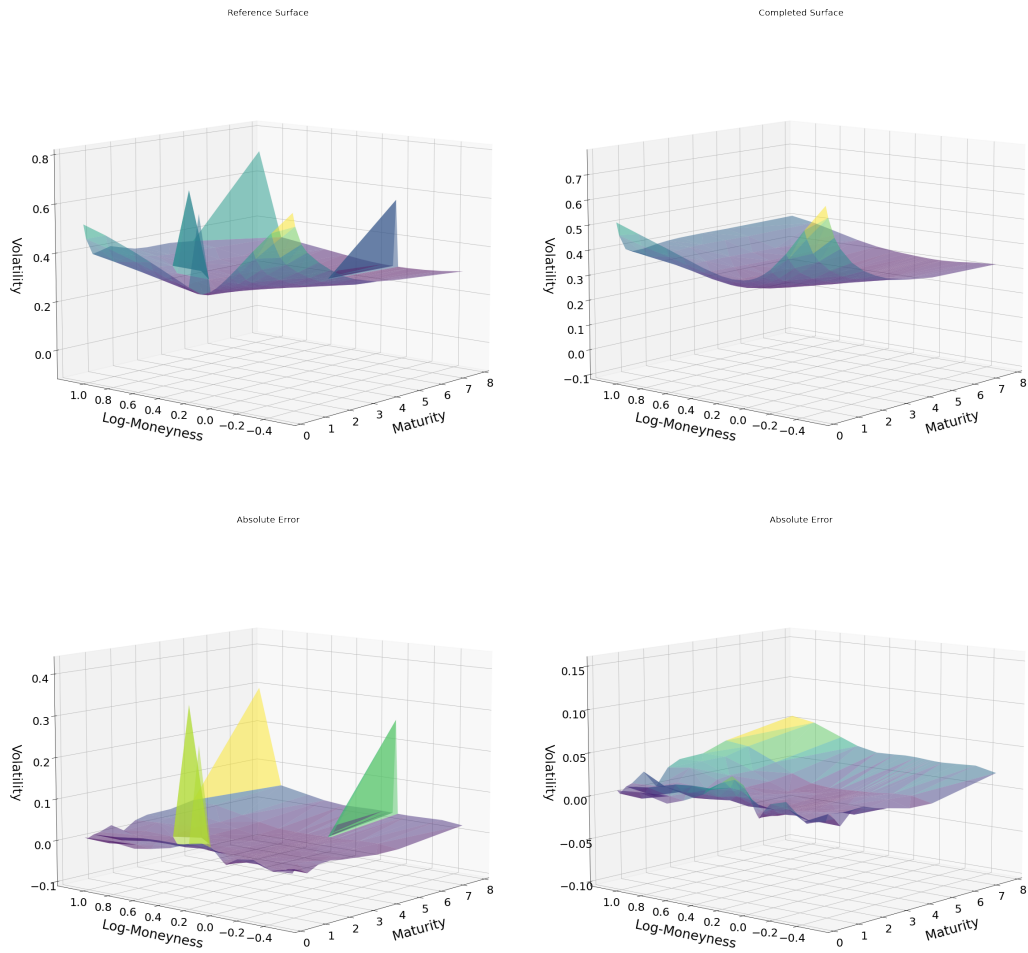 Reference Surface
Completed Surface
0.8
0.6
0.4
0.2
0.0
Volatility
1.0 0.8 0.6 0.4 0.2 0.0 −0.2 −0.4
Log-Moneyness
0 1 2 3 4 5 6 7 8
Maturity
0.7
0.6
0.5
0.4
0.3
0.2
0.1
0.0
−0.1
Volatility
1.0 0.8 0.6 0.4 0.2 0.0 −0.2 −0.4
Log-Moneyness
0 1 2 3 4 5 6 7 8
Maturity
Absolute Error
Absolute Error
0.4
0.3
0.2
0.1
0.0
−0.1
Volatility
1.0 0.8 0.6 0.4 0.2 0.0 −0.2 −0.4
Log-Moneyness
0 1 2 3 4 5 6 7 8
Maturity
0.15
0.10
0.05
0.00
−0.05
−0.10
Volatility
1.0 0.8 0.6 0.4 0.2 0.0 −0.2 −0.4
Log-Moneyness
0 1 2 3 4 5 6 7 8
Maturity